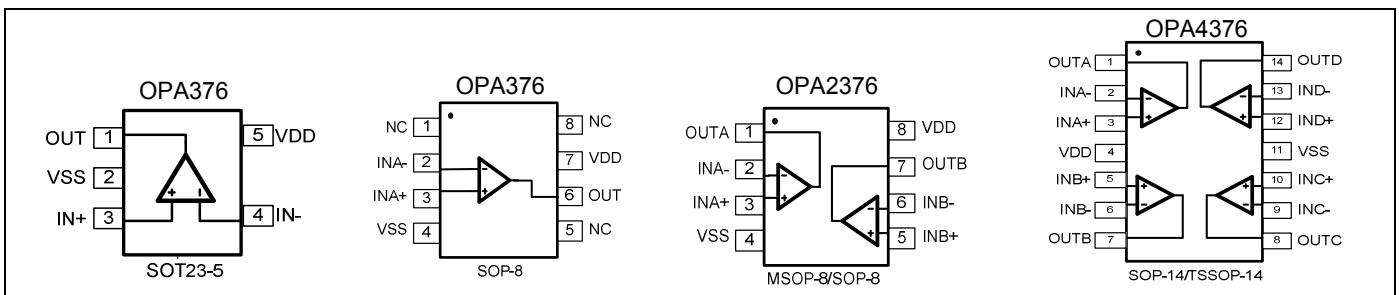 OPA376
OUT 1
5 VDD
VSS 2
IN+ 3
4 IN-
+ -
SOT23-5
OPA376
NC 1
8 NC
INA- 2
7 VDD
INA+ 3
6 OUT
VSS 4
5 NC
-
+
SOP-8
OPA2376
OUTA 1
8 VDD
INA- 2
7 OUTB
INA+ 3
6 INB-
VSS 4
5 INB+
-
+
-
+
MSOP-8/SOP-8
OPA4376
OUTA 1
14 OUTD
INA- 2
13 IND-
INA+ 3
12 IND+
VDD 4
11 VSS
INB+ 5
10 INC+
INB- 6
9 INC-
OUTB 7
8 OUTC
- -
+ +
+ +
- -
SOP-14/TSSOP-14